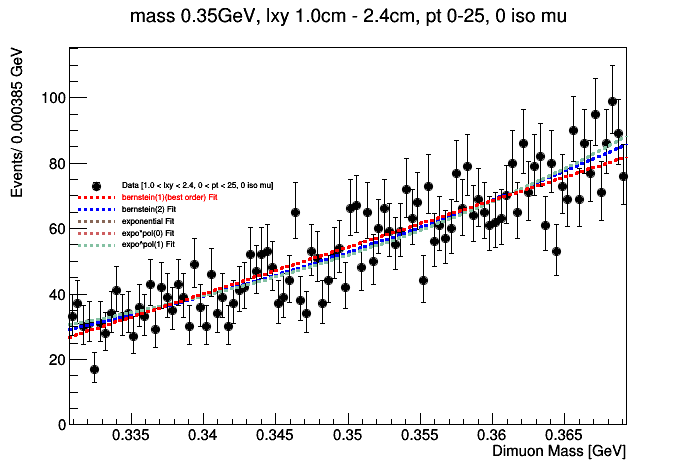 mass 0.35GeV, lxy 1.0cm - 2.4cm, pt 0-25, 0 iso mu
Events/ 0.000385 GeV
100
80
60
40
20
0
Data [1.0 < lxy < 2.4, 0 < pt < 25, 0 iso mu]
bernstein(1)(best order) Fit
bernstein(2) Fit
exponential Fit
expo*pol(0) Fit
expo*pol(1) Fit
0.335 0.34 0.345 0.35 0.355 0.36 0.365
Dimuon Mass [GeV]